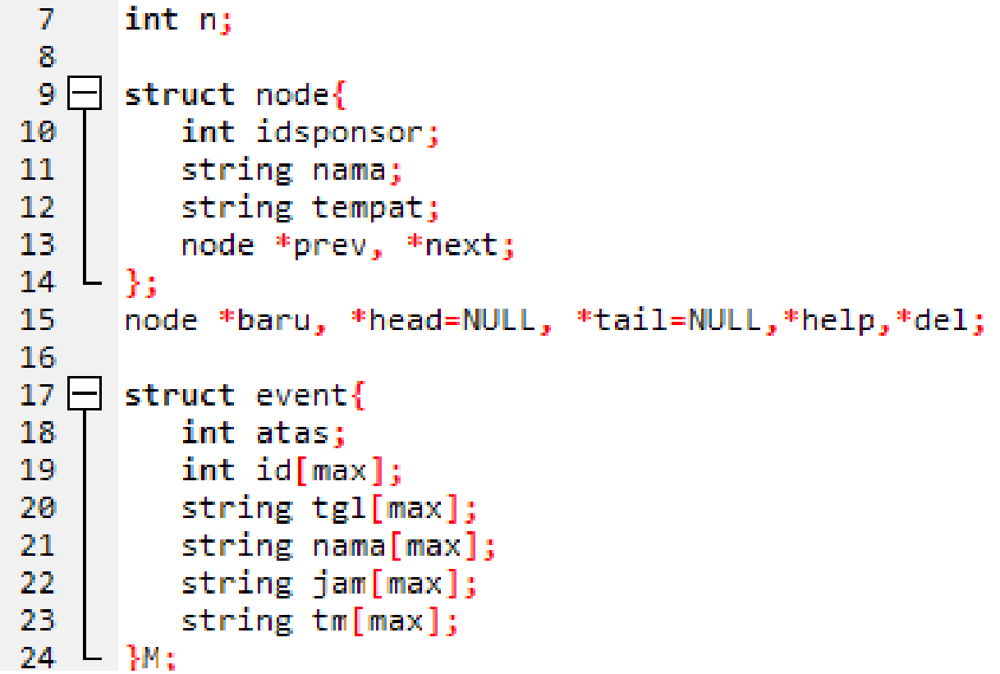 7 int n;
8
9 struct node{
10 int idsponsor;
11 string nama;
12 string tempat;
13 node *prev, *next;
14 };
15 node *baru, *head=NULL, *tail=NULL,*help,*del;
16
17 struct event{
18 int atas;
19 int id[max];
20 string tgl[max];
21 string nama[max];
22 string jam[max];
23 string tm[max];
24 }M;